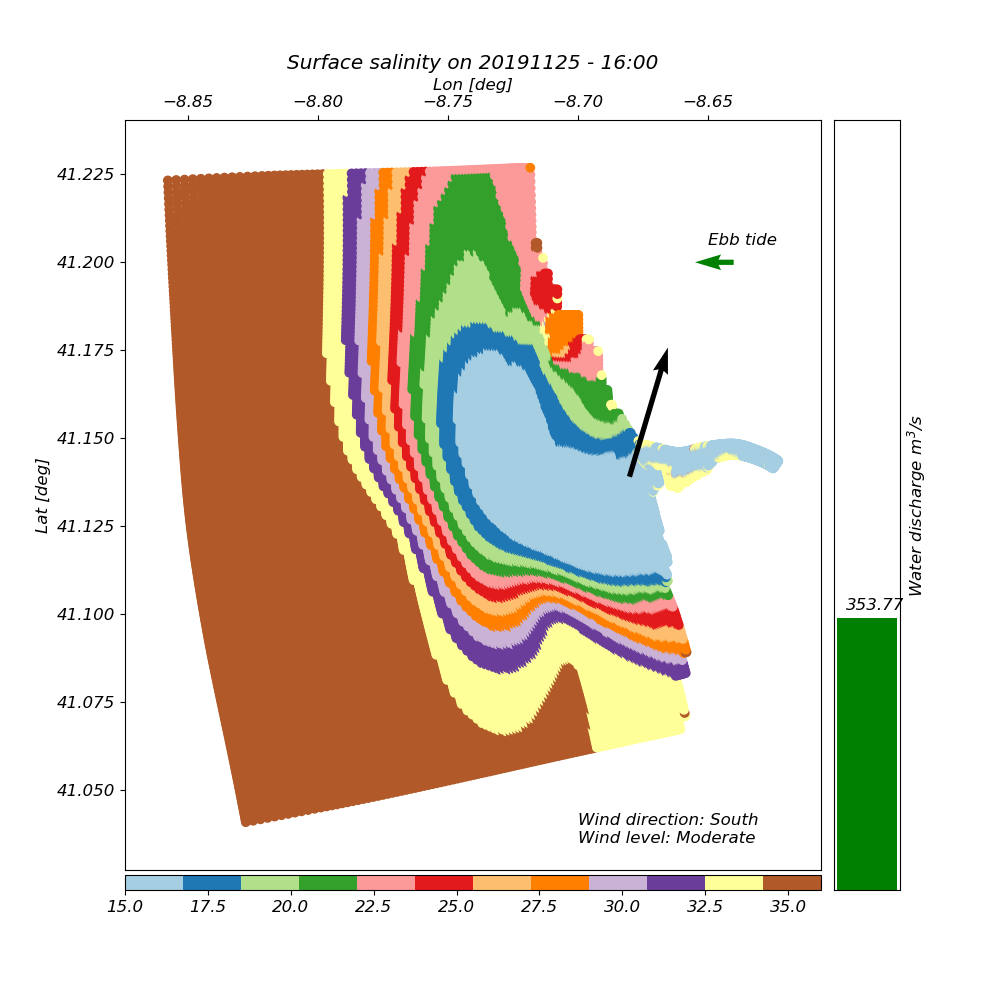 Surface salinity on 20191125 - 16:00
Lon [deg]
−8.85 −8.80 −8.75 −8.70 −8.65
41.225
41.200
41.175
41.150
41.125
41.100
41.075
41.050
Lat [deg]
Ebb tide
Wind direction: South
Wind level: Moderate
15.0 17.5 20.0 22.5 25.0 27.5 30.0 32.5 35.0
353.77
Water discharge m³/s